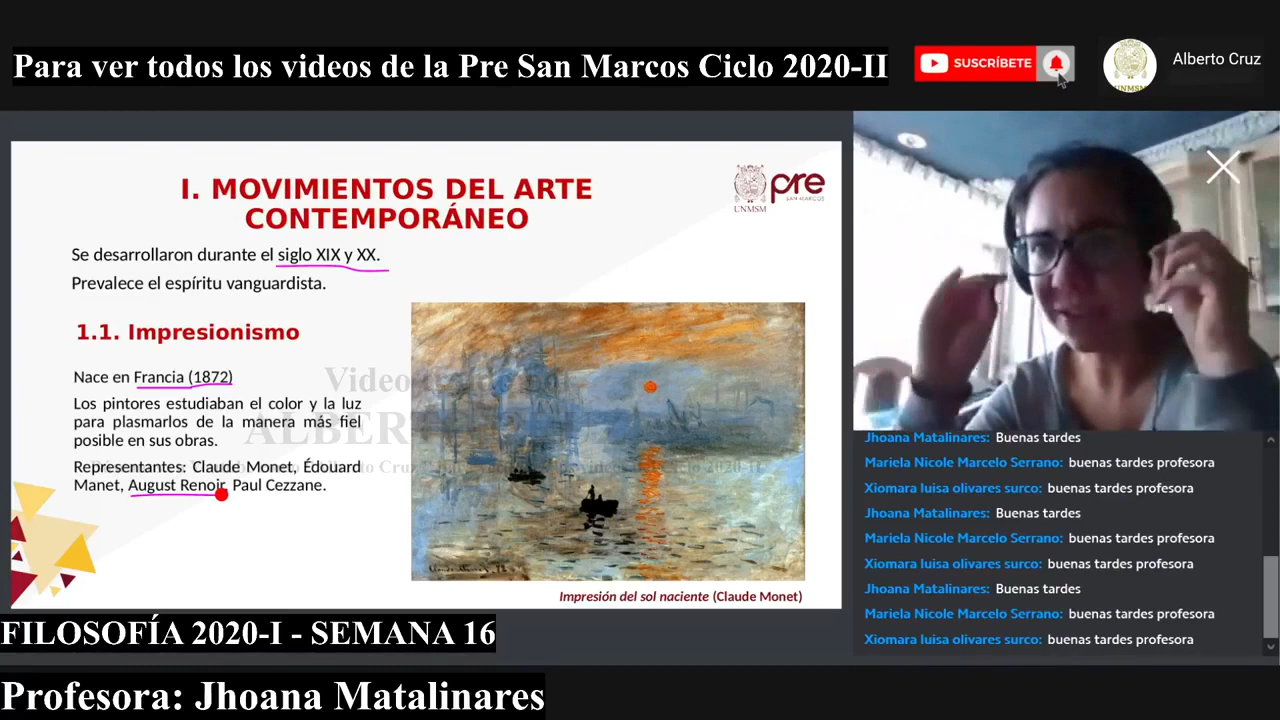 Para ver todos los videos de la Pre San Marcos Ciclo 2020-II
SUSCRÍBETE
UNMSM
Alberto Cruz
I. MOVIMIENTOS DEL ARTE
CONTEMPORÁNEO
UNMSM
pre
SAN MARCOS
Se desarrollaron durante el siglo XIX y XX.
Prevalece el espíritu vanguardista.
1.1. Impresionismo
Nace en Francia (1872)
Los pintores estudiaban el color y la luz
para plasmarlos de la manera más fiel
posible en sus obras.
Representantes: Claude Monet, Édouard
Manet, August Renoir, Paul Cezzane.
Impresión del sol naciente (Claude Monet)
Jhoana Matalinares: Buenas tardes
Mariela Nicole Marcelo Serrano: buenas tardes profesora
Xiomara luisa olivares surco: buenas tardes profesora
Jhoana Matalinares: Buenas tardes
Mariela Nicole Marcelo Serrano: buenas tardes profesora
Xiomara luisa olivares surco: buenas tardes profesora
Jhoana Matalinares: Buenas tardes
Mariela Nicole Marcelo Serrano: buenas tardes profesora
Xiomara luisa olivares surco: buenas tardes profesora
FILOSOFÍA 2020-I - SEMANA 16
Profesora: Jhoana Matalinares